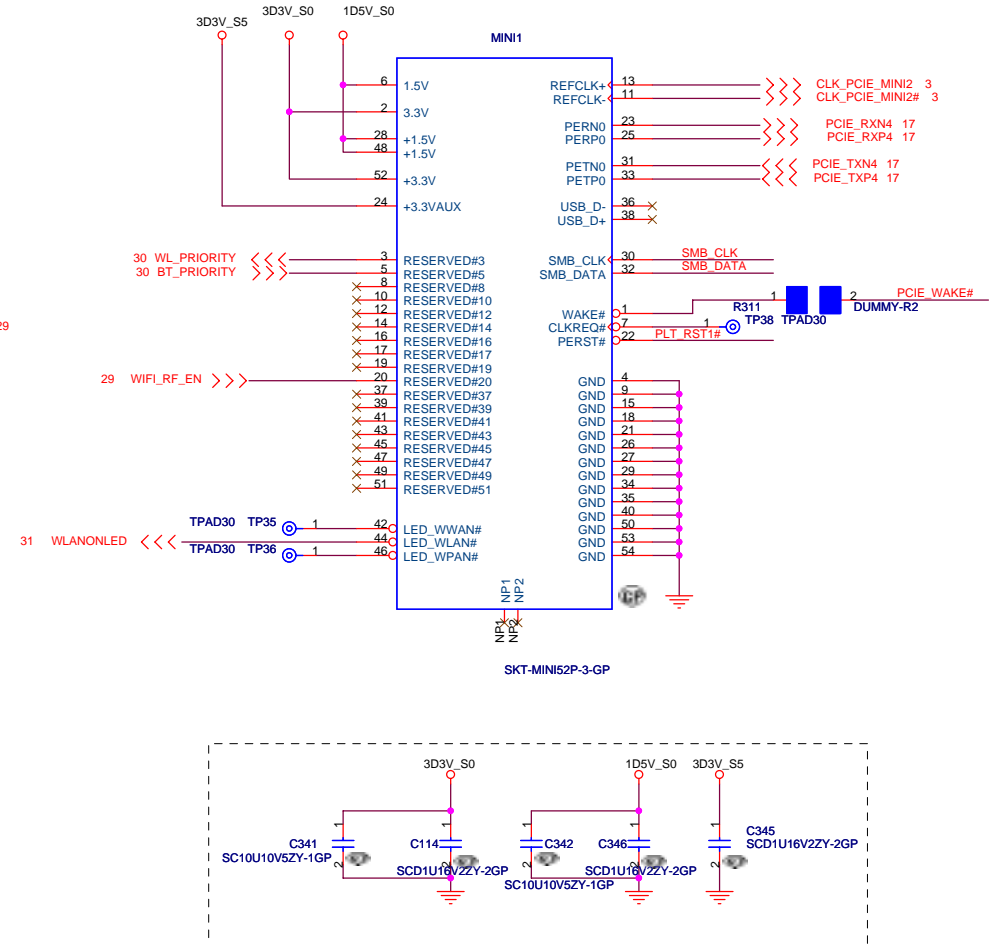 3D3V_S5 3D3V_S0 1D5V_S0
MINI1
6 1.5V
2 3.3V
28 +1.5V
48 +1.5V
52 +3.3V
24 +3.3VAUX
30 WL_PRIORITY 3 RESERVED#3
30 BT_PRIORITY 5 RESERVED#5
8 RESERVED#8
10 RESERVED#10
12 RESERVED#12
14 RESERVED#14
16 RESERVED#16
17 RESERVED#17
19 RESERVED#19
29 WIFI_RF_EN 20 RESERVED#20
37 RESERVED#37
39 RESERVED#39
41 RESERVED#41
43 RESERVED#43
45 RESERVED#45
47 RESERVED#47
49 RESERVED#49
51 RESERVED#51
TPAD30 TP35 1 42 LED_WWAN#
31 WLANONLED 44 LED_WLAN#
TPAD30 TP36 1 46 LED_WPAN#
29
REFCLK+ 13 CLK_PCIE_MINI2 3
REFCLK- 11 CLK_PCIE_MINI2# 3
PERN0 23 PCIE_RXN4 17
PERP0 25 PCIE_RXP4 17
PETN0 31 PCIE_TXN4 17
PETP0 33 PCIE_TXP4 17
USB_D- 36
USB_D+ 38
SMB_CLK 30 SMB_CLK
SMB_DATA 32 SMB_DATA
WAKE# 1 R311 1 2 PCIE_WAKE#
DUMMY-R2
CLKREQ# 7 1 TP38 TPAD30
PERST# 22 PLT_RST1#
GND 4
GND 9
GND 15
GND 18
GND 21
GND 26
GND 27
GND 29
GND 34
GND 35
GND 40
GND 50
GND 53
GND 54
NP1 NP2
NP1 NP2
GP
SKT-MINI52P-3-GP
3D3V_S0 1D5V_S0 3D3V_S5
1 2 C341 SC10U10V5ZY-1GP
1 2 C114 SCD1U16V2ZY-2GP
1 2 C342 SC10U10V5ZY-1GP
1 2 C346 SCD1U16V2ZY-2GP
1 2 C345 SCD1U16V2ZY-2GP